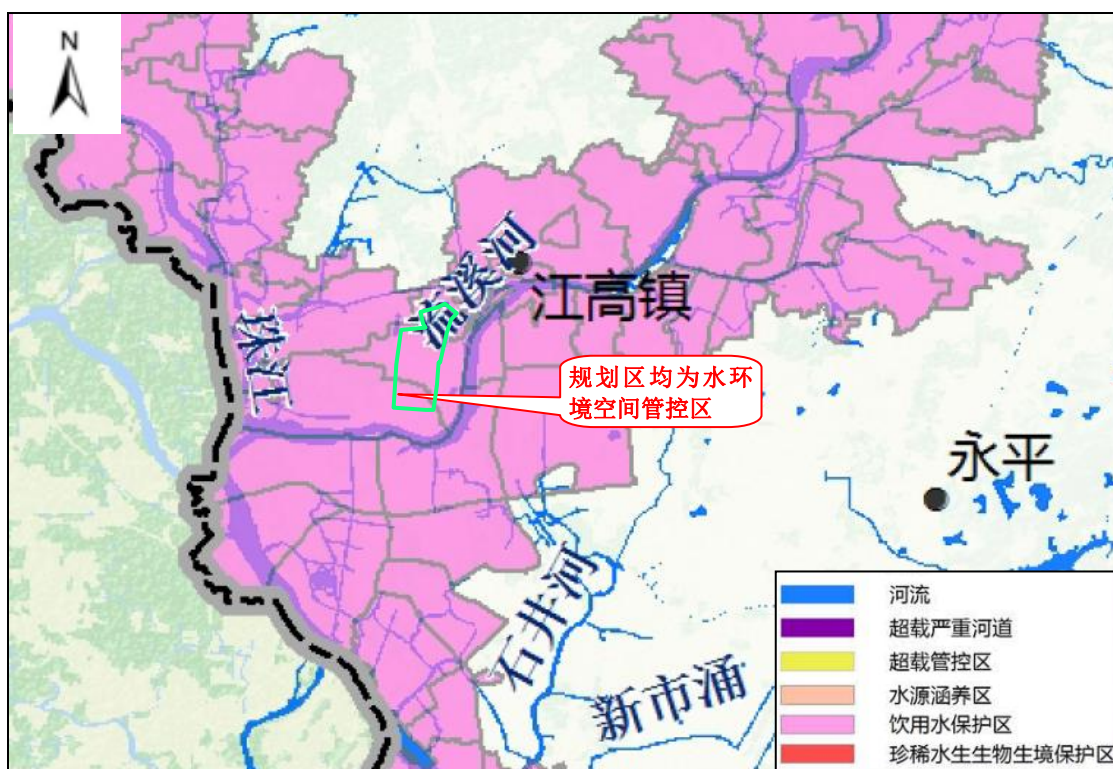 N
流溪河
江高镇
珠江
规划区均为水环
境空间管控区
永平
石井河
新市涌
河流
超载严重河道
超载管控区
水源涵养区
饮用水保护区
珍稀水生生物生境保护区